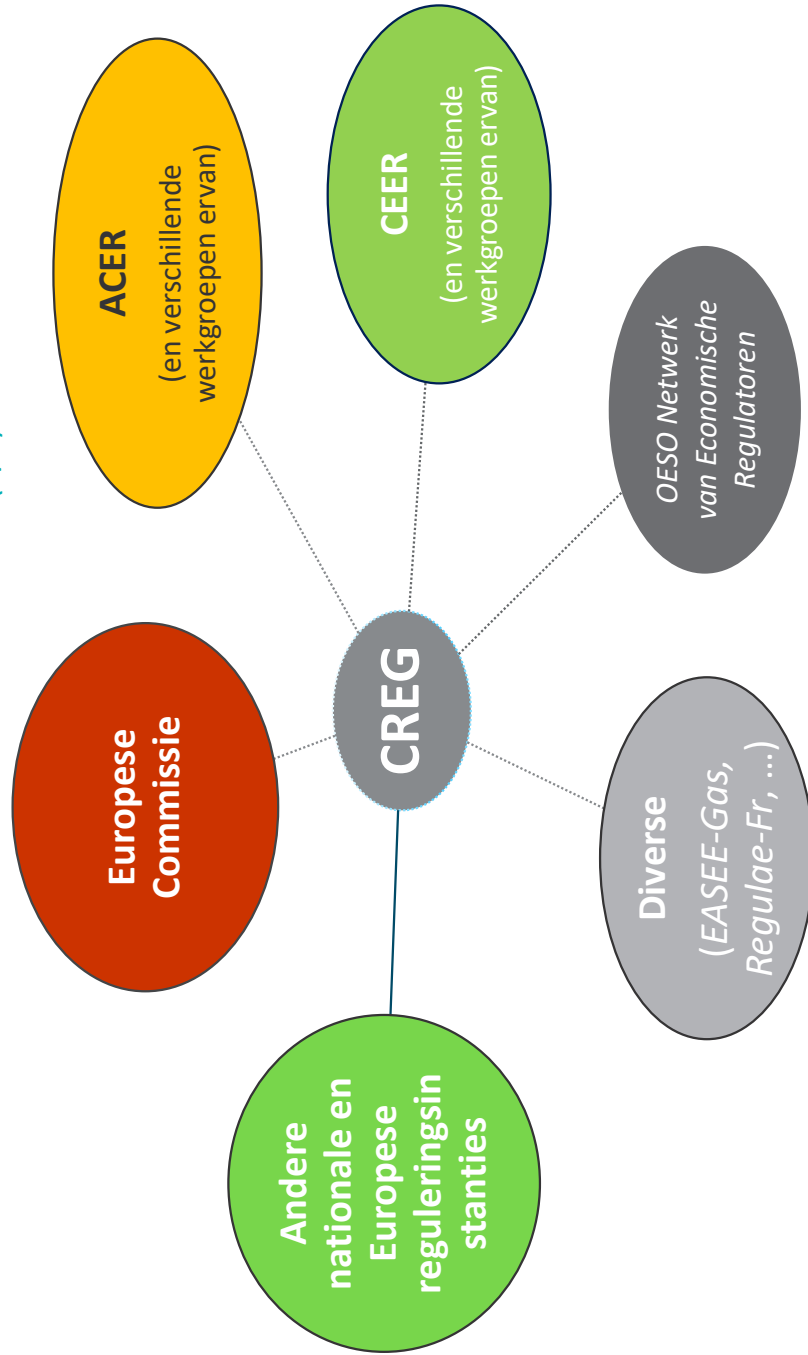 Europese
Commissie
ACER
(en verschillende
werkgroepen ervan)
Andere
nationale en
Europese
reguleringsin
stanties
CREG
CEER
(en verschillende
werkgroepen ervan)
Diverse
(EASEE-Gas,
Regulae-Fr, ...)
OESO Netwerk
van Economische
Regulatoren